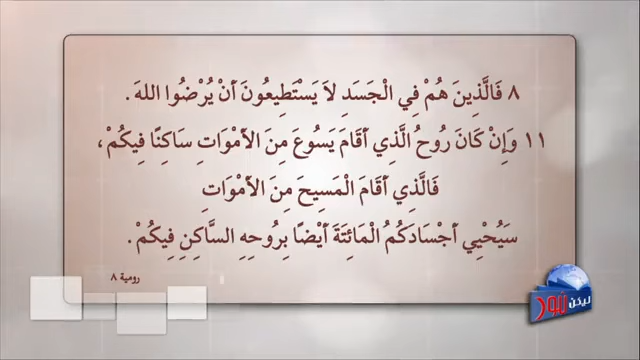 ٨ فَالَّذِينَ هُمْ فِي الْجَسَدِ لاَ يَسْتَطِيعُونَ أَنْ يُرْضُوا اللهَ .
١١ وَإِنْ كَانَ رُوحُ الَّذِي أَقَامَ يَسُوعَ مِنَ الأَمْوَاتِ سَاكِنًا فِيكُمْ ،
فَالَّذِي أَقَامَ الْمَسِيحَ مِنَ الأَمْوَاتِ
سَيُحْيِي أَجْسَادَكُمُ الْمَائِتَةَ أَيْضًا بِرُوحِهِ السَّاكِنِ فِيكُمْ .
رومية ٨
ليكن نور